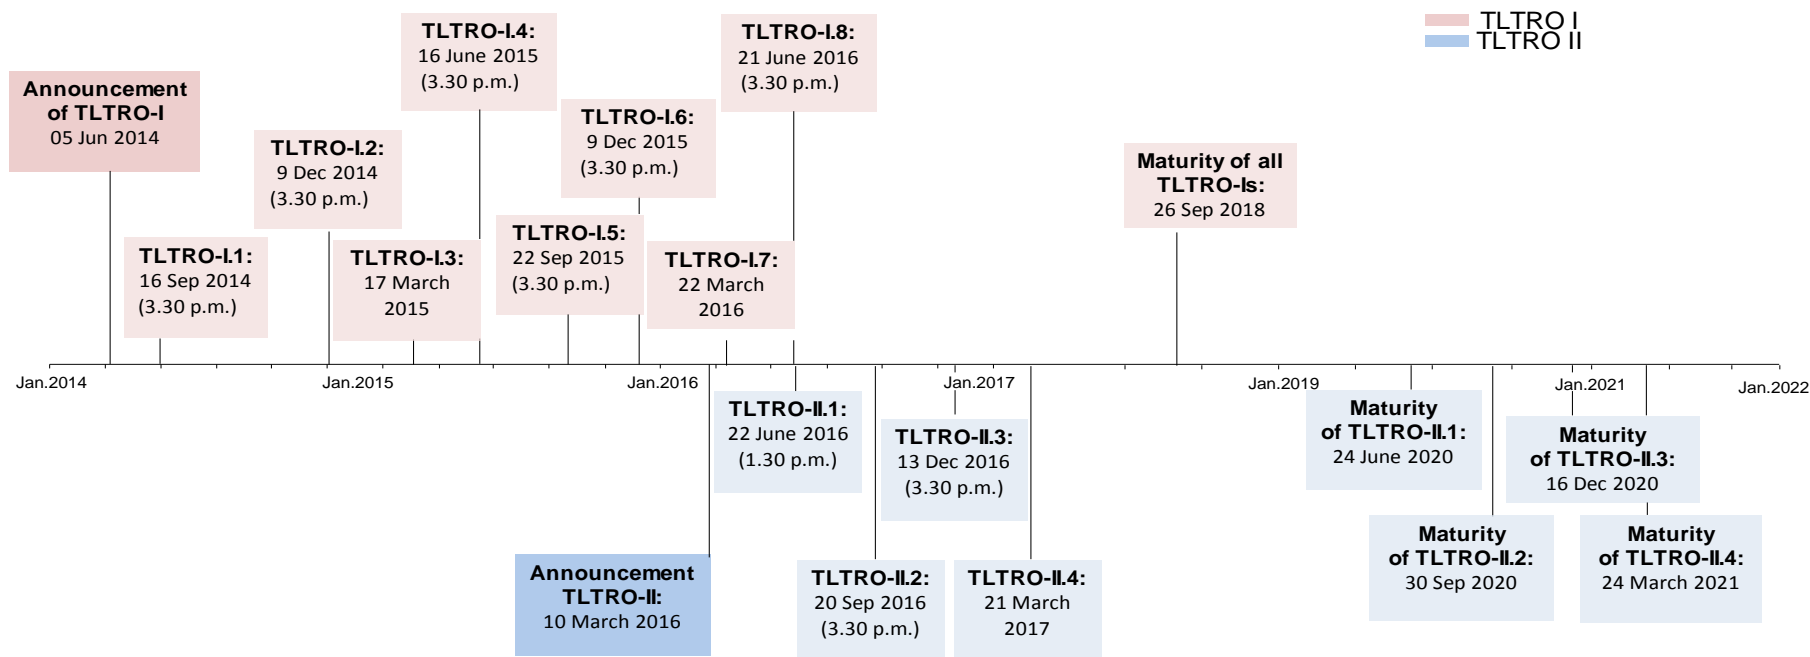 TLTRO I
TLTRO II
Announcement
of TLTRO-I
05 Jun 2014
TLTRO-I.1:
16 Sep 2014
(3.30 p.m.)
TLTRO-I.2:
9 Dec 2014
(3.30 p.m.)
TLTRO-I.3:
17 March
2015
TLTRO-I.4:
16 June 2015
(3.30 p.m.)
TLTRO-I.5:
22 Sep 2015
(3.30 p.m.)
TLTRO-I.6:
9 Dec 2015
(3.30 p.m.)
TLTRO-I.7:
22 March
2016
TLTRO-I.8:
21 June 2016
(3.30 p.m.)
Maturity of all
TLTRO-Is:
26 Sep 2018
Jan.2014
Jan.2015
Jan.2016
Jan.2017
Jan.2019
Jan.2021
Jan.2022
Announcement
TLTRO-II:
10 March 2016
TLTRO-II.1:
22 June 2016
(1.30 p.m.)
TLTRO-II.2:
20 Sep 2016
(3.30 p.m.)
TLTRO-II.3:
13 Dec 2016
(3.30 p.m.)
TLTRO-II.4:
21 March
2017
Maturity
of TLTRO-II.1:
24 June 2020
Maturity
of TLTRO-II.2:
30 Sep 2020
Maturity
of TLTRO-II.3:
16 Dec 2020
Maturity
of TLTRO-II.4:
24 March 2021